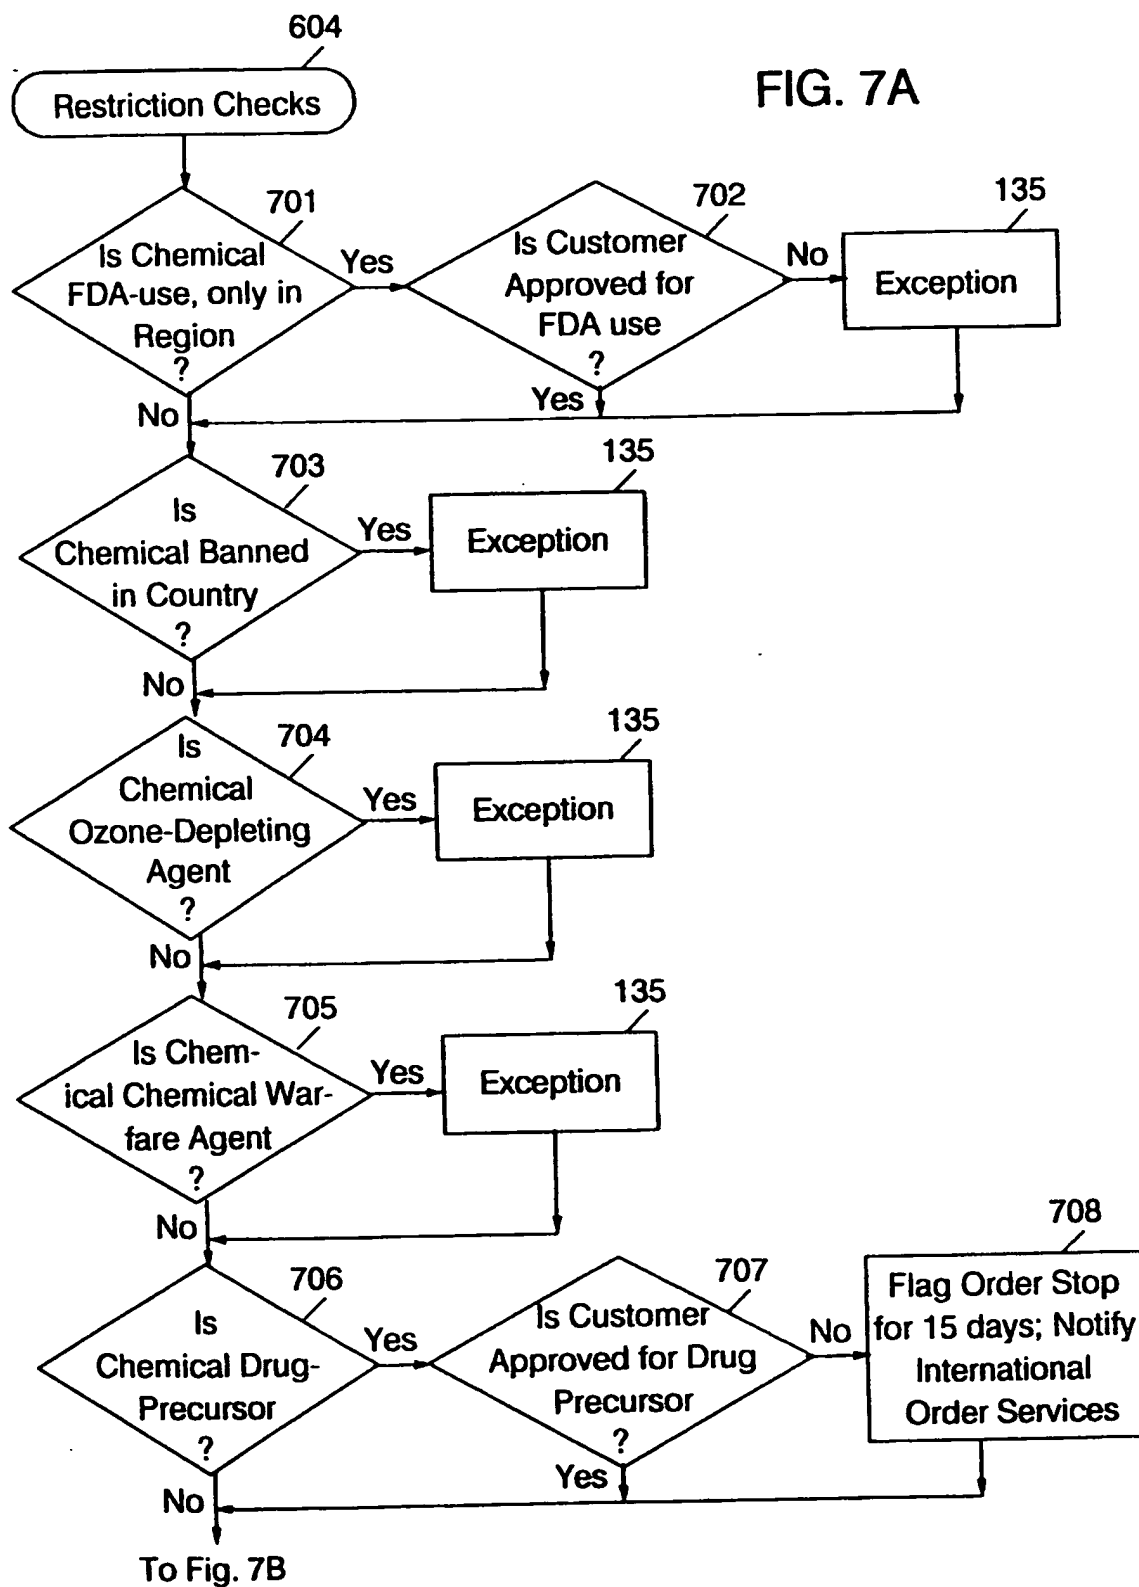 604
FIG. 7A
Restriction Checks
701
Is Chemical
FDA-use, only in
Region
?
Yes
No
702
Is Customer
Approved for
FDA use
?
No
Yes
135
Exception
703
Is
Chemical Banned
in Country
?
Yes
No
135
Exception
704
Is
Chemical
Ozone-Depleting
Agent
?
Yes
No
135
Exception
705
Is Chem-
ical Chemical War-
fare Agent
?
Yes
No
135
Exception
706
Is
Chemical Drug-
Precursor
?
Yes
No
707
Is Customer
Approved for Drug
Precursor
?
No
Yes
708
Flag Order Stop
for 15 days; Notify
International
Order Services
To Fig. 7B